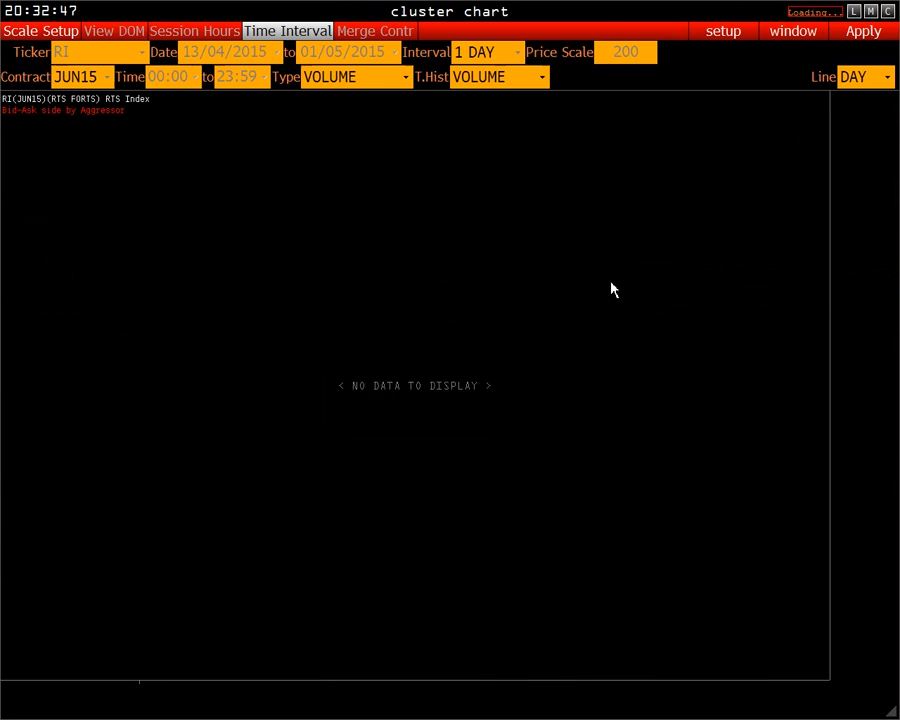 20:32:47 cluster chart Loading... L M C
Scale Setup View DOM Session Hours Time Interval Merge Contr setup window Apply
Ticker RI Date 13/04/2015 to 01/05/2015 Interval 1 DAY Price Scale 200
Contract JUN15 Time 00:00 to 23:59 Type VOLUME T.Hist VOLUME Line DAY
RI(JUN15)(RTS FORTS) RTS Index
Bid-Ask side by Aggressor
< NO DATA TO DISPLAY >